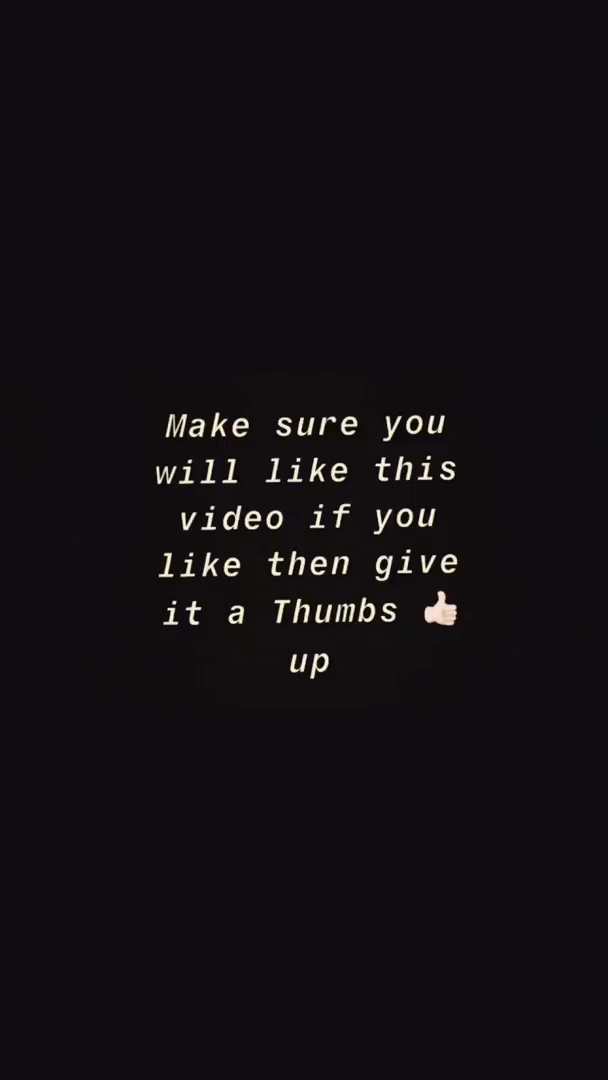 Make sure you
will like this
video if you
like then give
it a Thumbs 👍🏻
up